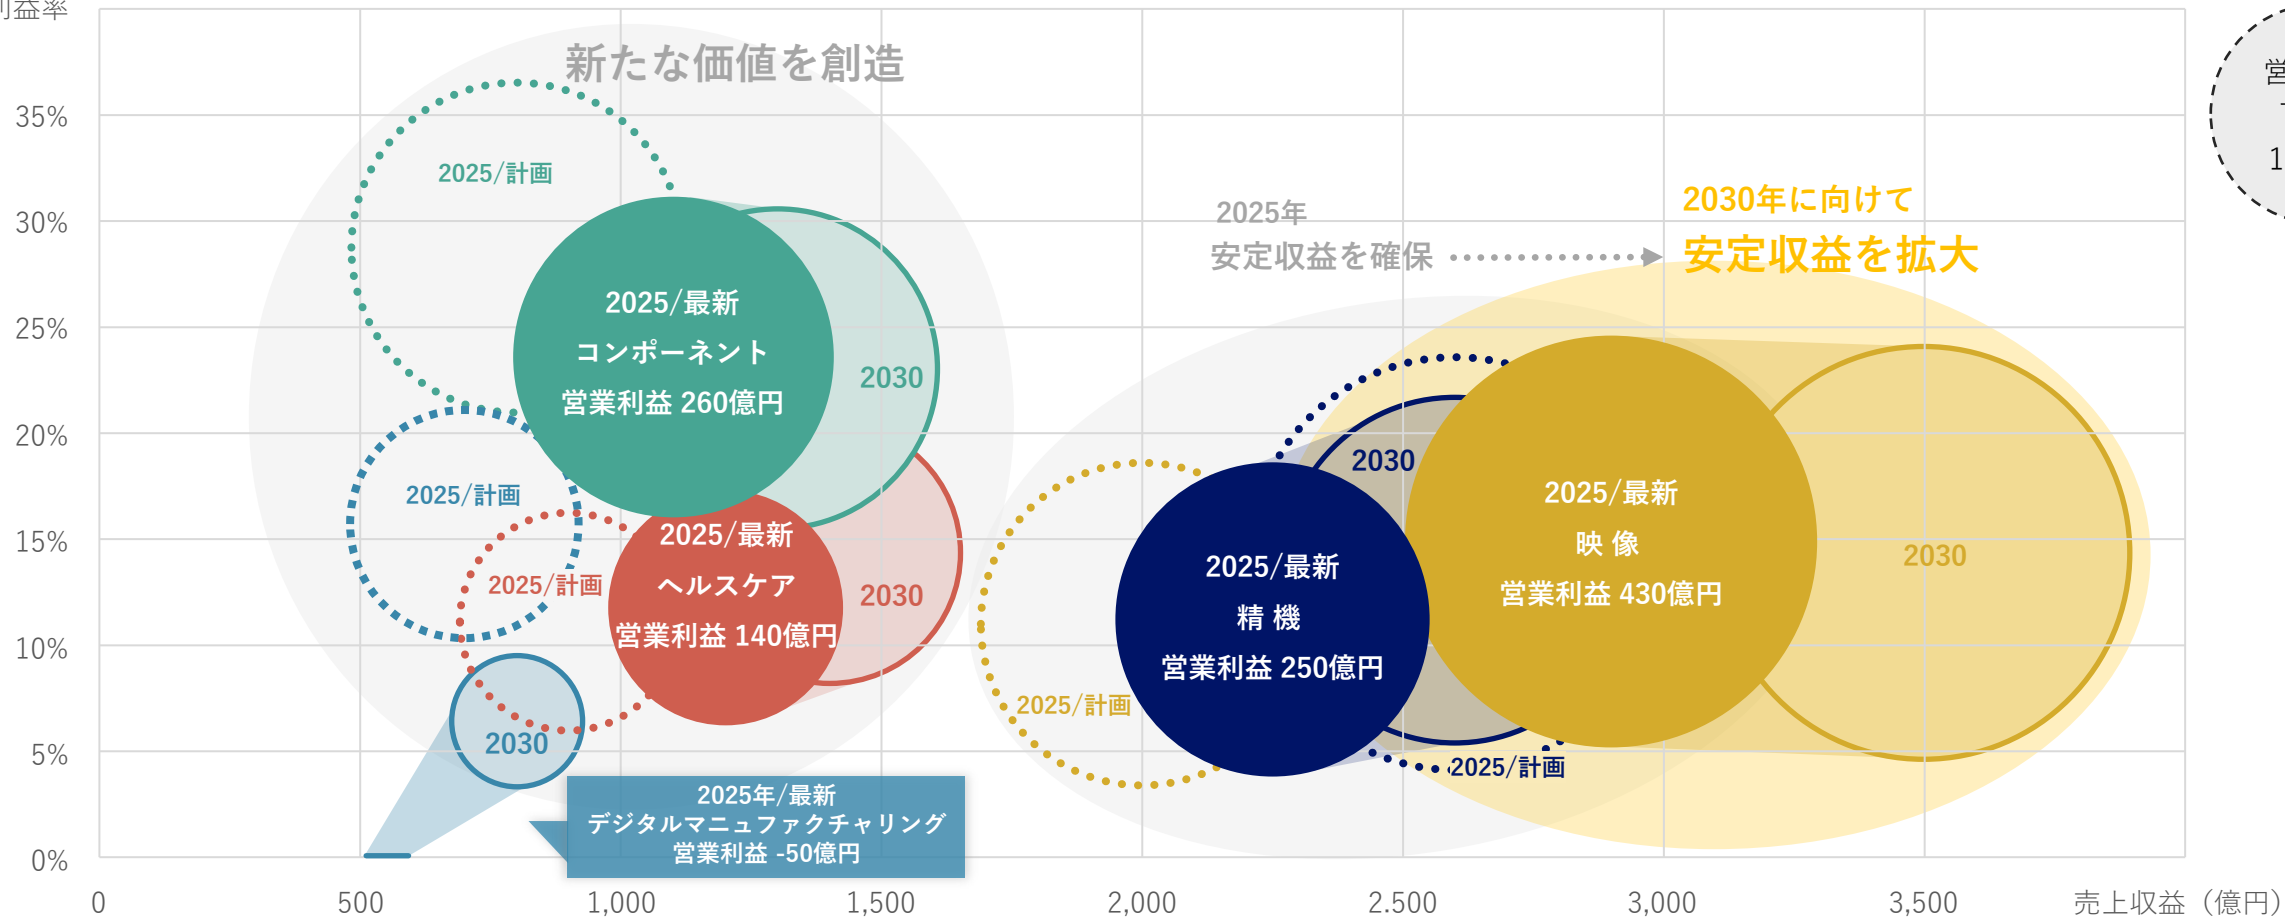 利益率
35%
30%
25%
20%
15%
10%
5%
0%
新たな価値を創造
2025/計画
2025/最新
コンポーネント
営業利益 260億円
2030
2025/計画
2025/計画
2025/最新
ヘルスケア
営業利益 140億円
2030
2030
2025年/最新
デジタルマニュファクチャリング
営業利益 -50億円
2025年
安定収益を確保
2030年に向けて
安定収益を拡大
2030
2025/最新
精 機
営業利益 250億円
2025/計画
2025/計画
2025/最新
映 像
営業利益 430億円
2030
営
1
0
500
1,000
1,500
2,000
2.500
3,000
3,500
売上収益（億円）